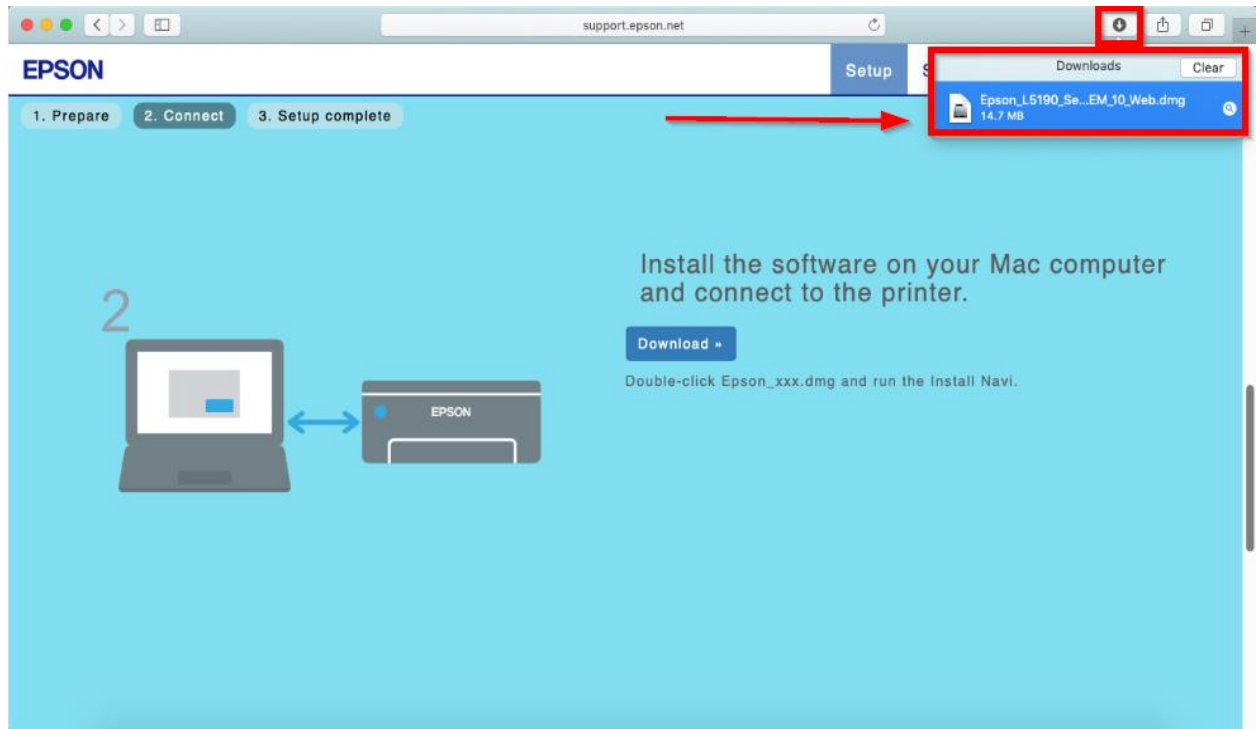 support.epson.net
EPSON
Setup
Downloads
Clear
Epson_L5190_Se...EM_10_Web.dmg
14.7 MB
1. Prepare
2. Connect
3. Setup complete
2
EPSON
Install the software on your Mac computer
and connect to the printer.
Download »
Double-click Epson_xxx.dmg and run the Install Navi.